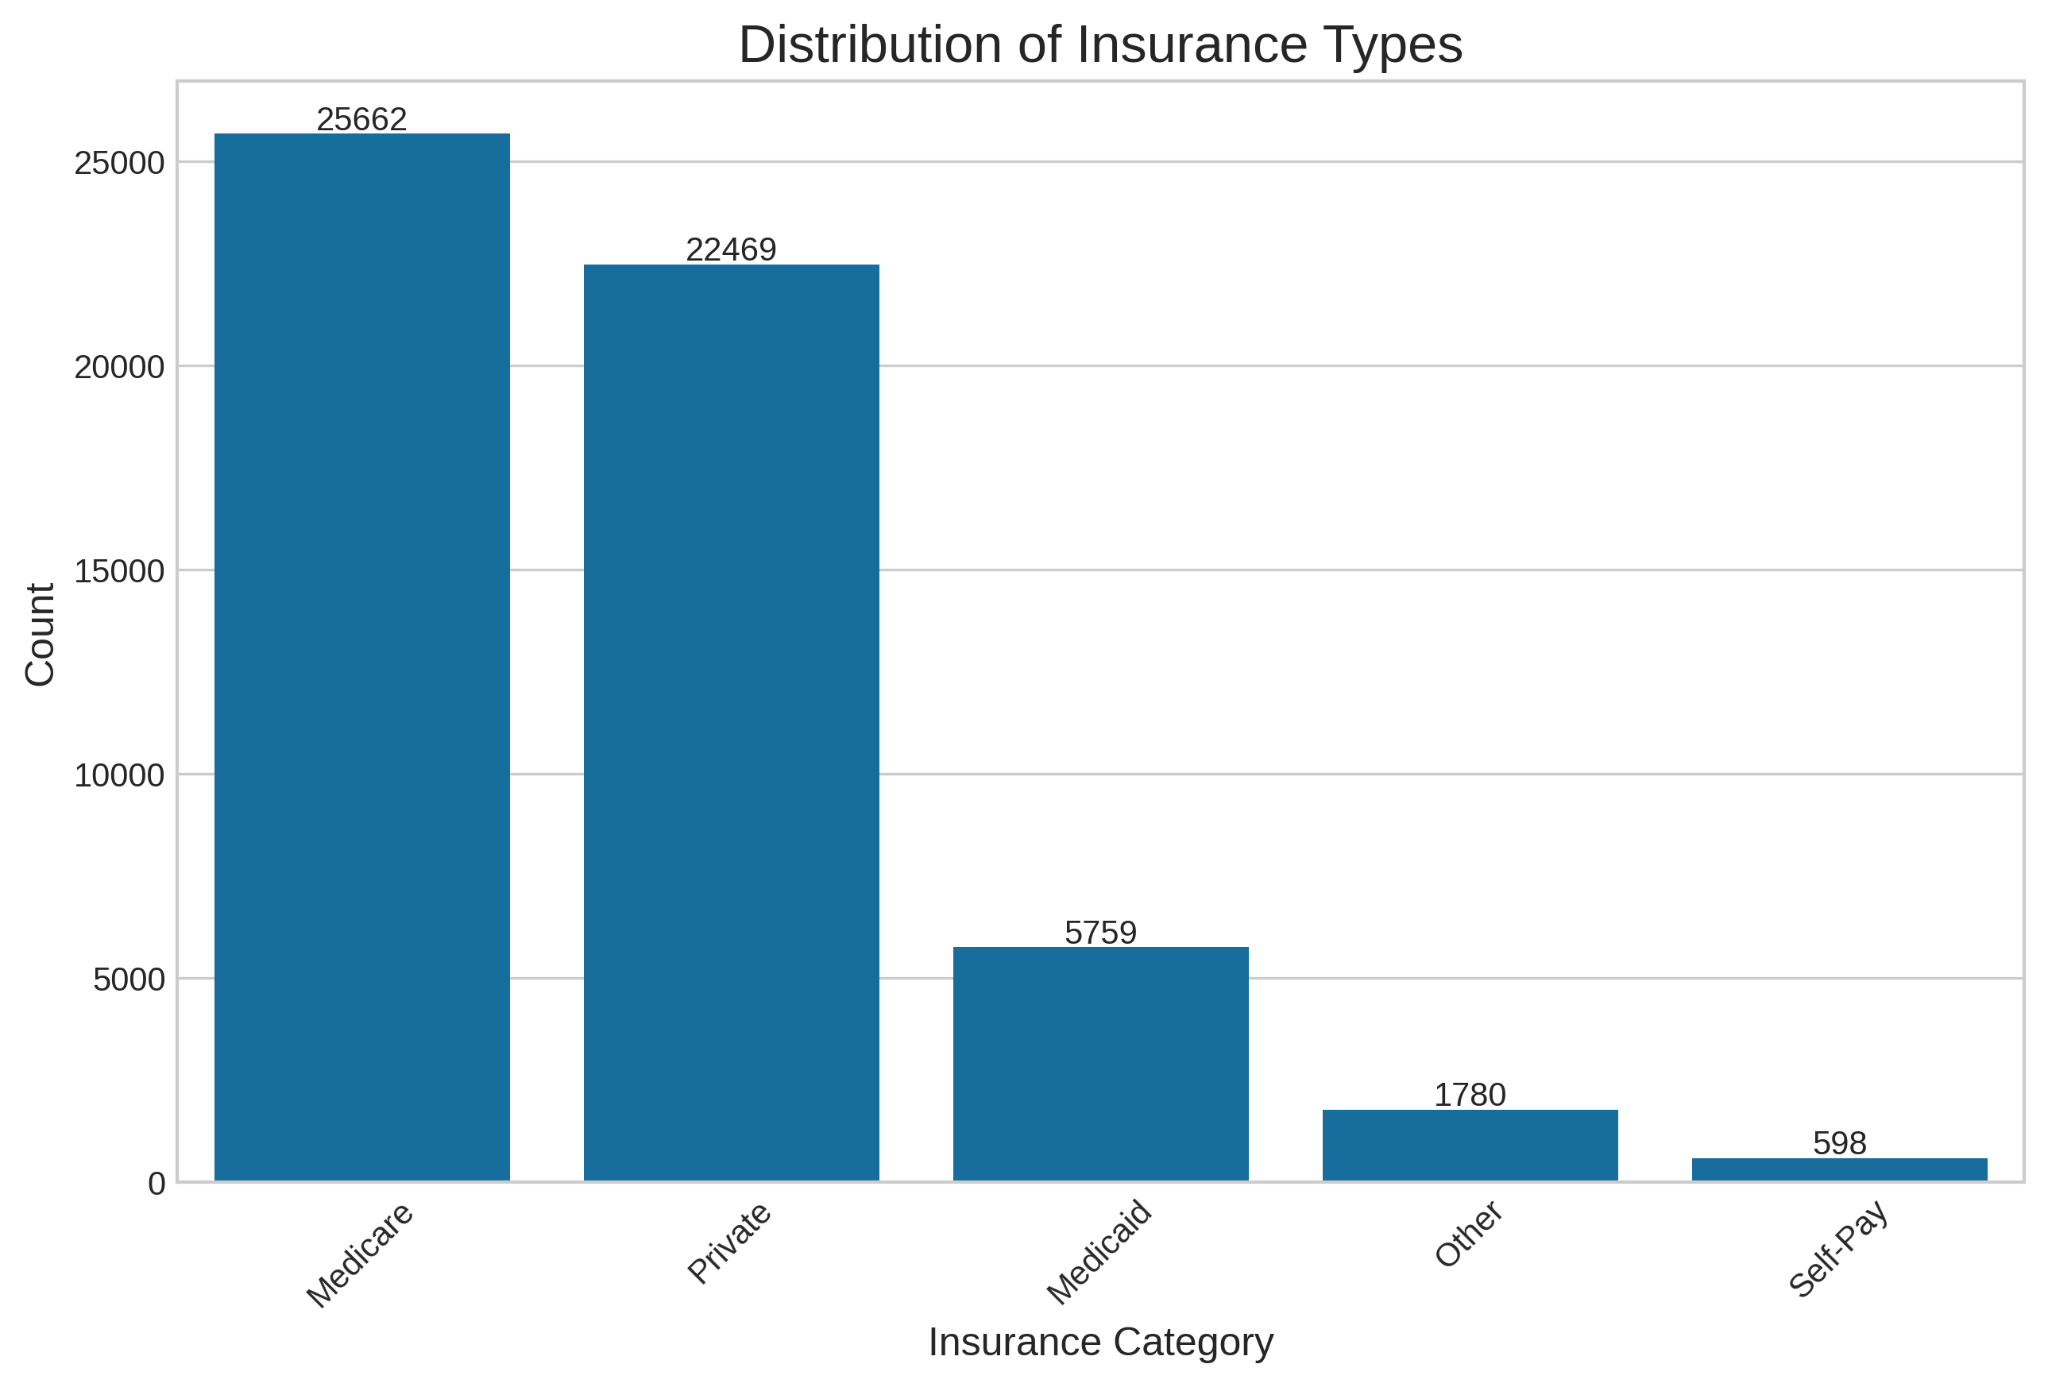 Distribution of Insurance Types
25662
25000
22469
20000
15000
Count
10000
5759
5000
1780
598
0
Medicare
Private
Medicaid
Other
Self-Pay
Insurance Category